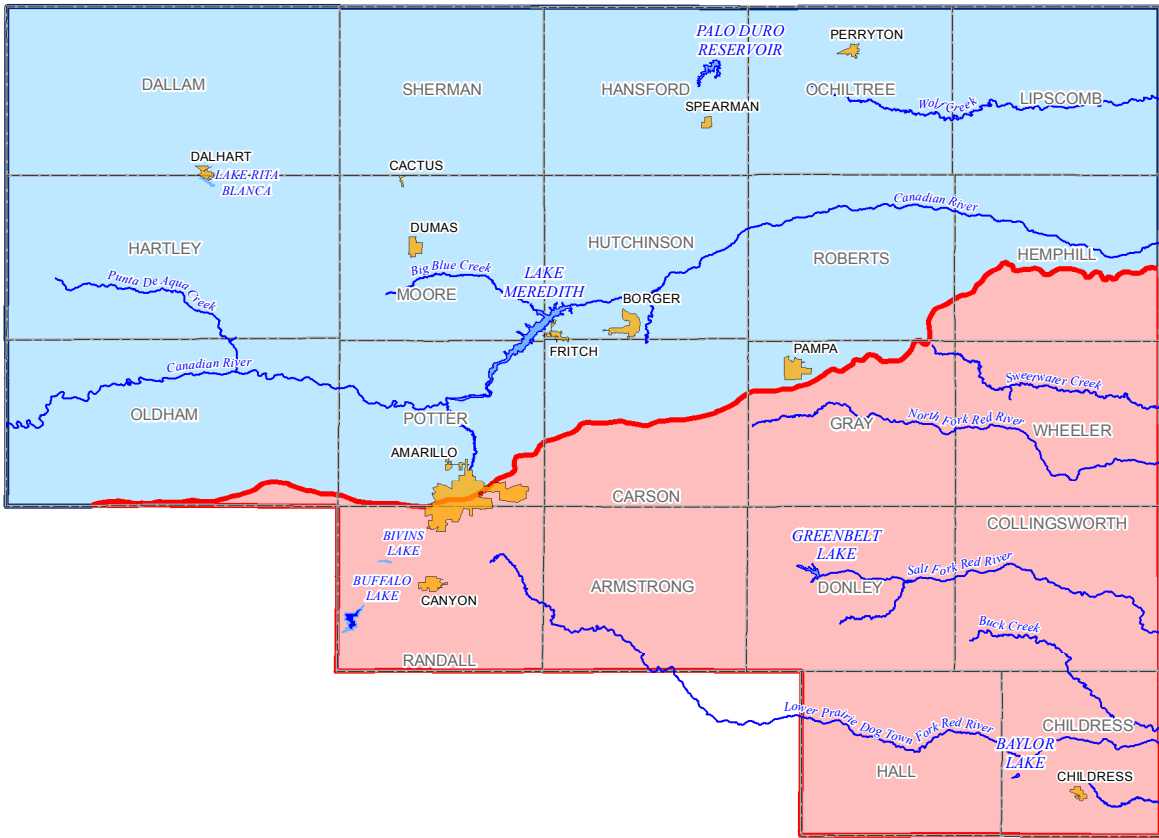 PALO DURO
RESERVOIR
PERRYTON
DALLAM
SHERMAN
HANSFORD
OCHILTREE
LIPSCOMB
SPEARMAN
Wolf Creek
DALHART
LAKE RITA
BLANCA
CACTUS
Canadian River
DUMAS
HARTLEY
HUTCHINSON
ROBERTS
HEMPHILL
Punta De Aqua Creek
Big Blue Creek
MOORE
LAKE
MEREDITH
BORGER
FRITCH
PAMPA
Canadian River
Sweerwater Creek
OLDHAM
POTTER
GRAY
North Fork Red River
WHEELER
AMARILLO
CARSON
COLLINGSWORTH
BIVINS
LAKE
GREENBELT
LAKE
BUFFALO
LAKE
CANYON
ARMSTRONG
DONLEY
Salt Fork Red River
Buck Creek
RANDALL
Lower Prairie Dog Town Fork Red River
CHILDRESS
BAYLOR
LAKE
HALL
CHILDRESS